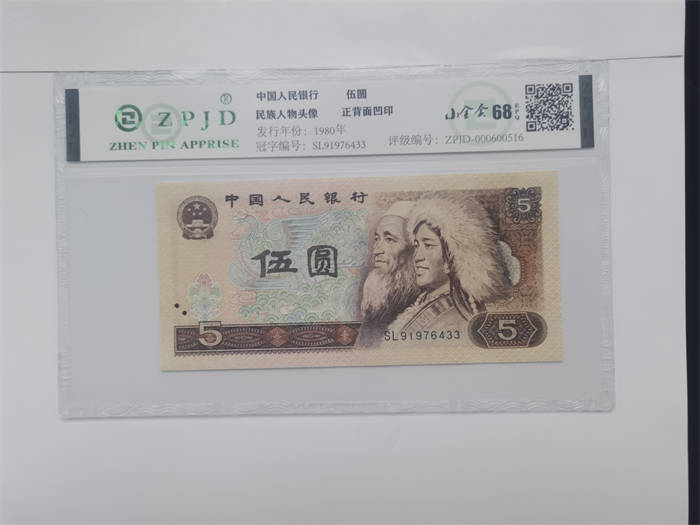 ZPJD®
ZHEN PIN APPRISE
中国人民银行 伍圆
民族人物头像 正背面凹印
发行年份：1980年
冠字编号：SL91976433
68
EPQ
评级编号：ZPJD-000600516
中国人民银行
5
伍圆
SL91976433
5
5